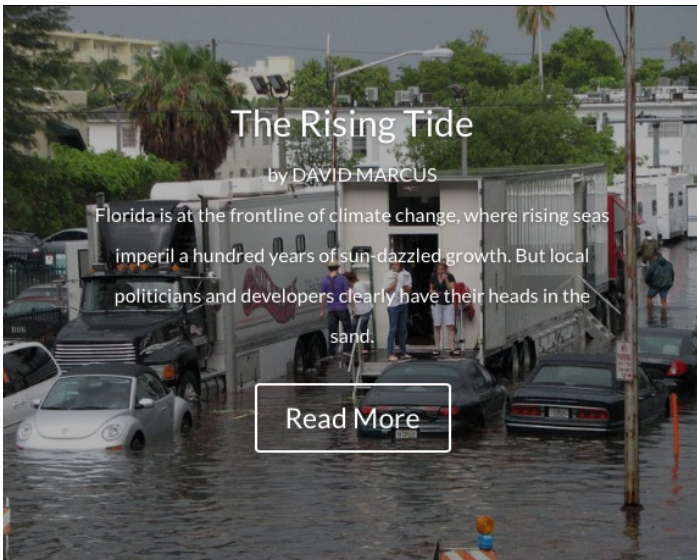 The Rising Tide
by DAVID MARCUS
Florida is at the frontline of climate change, where rising seas
imperil a hundred years of sun-dazzled growth. But local
politicians and developers clearly have their heads in the
sand.
Read More